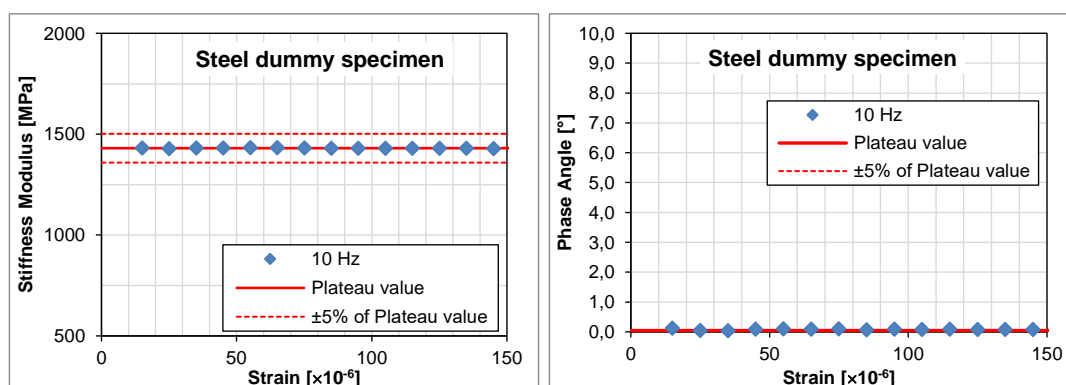 2000
1500
1000
500
Stiffness Modulus [MPa]
Steel dummy specimen
10 Hz
Plateau value
±5% of Plateau value
0 50 100 150
Strain [×10⁻⁶]
10,0
9,0
8,0
7,0
6,0
5,0
4,0
3,0
2,0
1,0
0,0
Phase Angle [°]
Steel dummy specimen
10 Hz
Plateau value
±5% of Plateau value
0 50 100 150
Strain [×10⁻⁶]